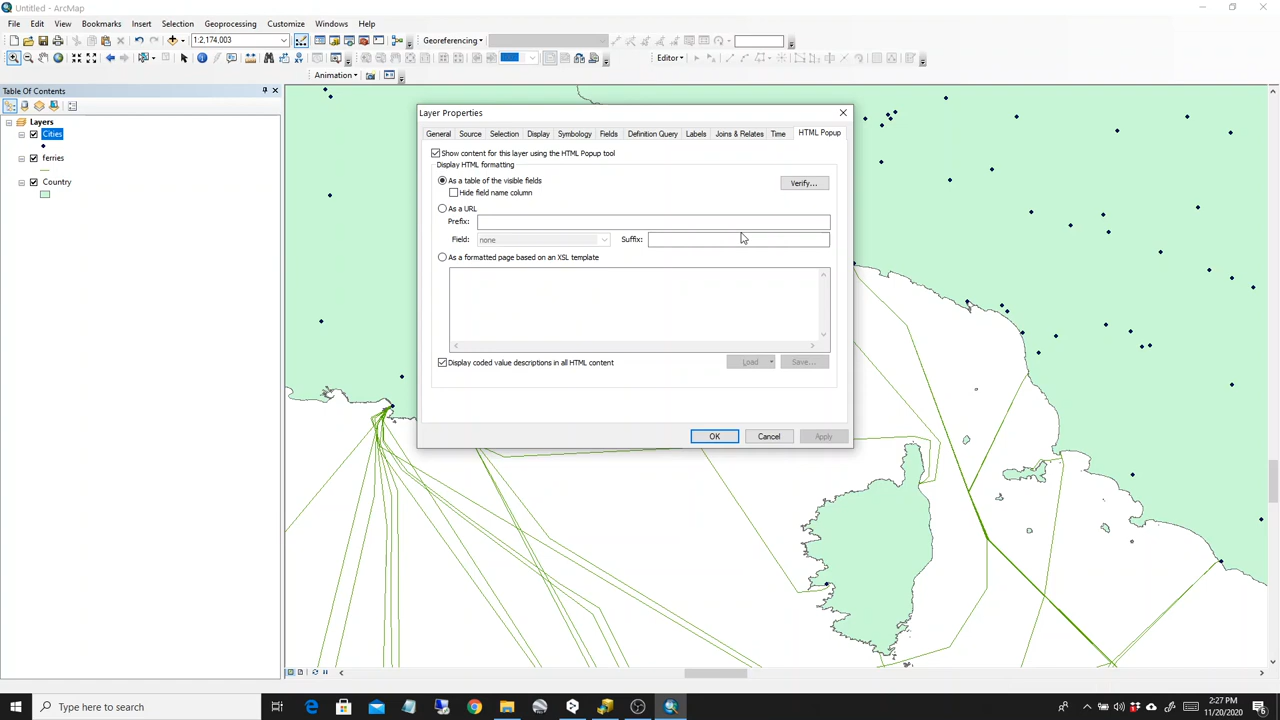 Untitled - ArcMap
File Edit View Bookmarks Insert Selection Geoprocessing Customize Windows Help
1:2,174,003
Georeferencing
Editor
Animation
Table Of Contents
Layers
Cities
ferries
Country
Layer Properties
General Source Selection Display Symbology Fields Definition Query Labels Joins & Relates Time HTML Popup
Show content for this layer using the HTML Popup tool
Display HTML formatting
As a table of the visible fields
Verify...
Hide field name column
As a URL
Prefix:
Field: none Suffix:
As a formatted page based on an XSL template
Display coded value descriptions in all HTML content
Load Save...
OK Cancel Apply
Type here to search
2:27 PM
11/20/2020